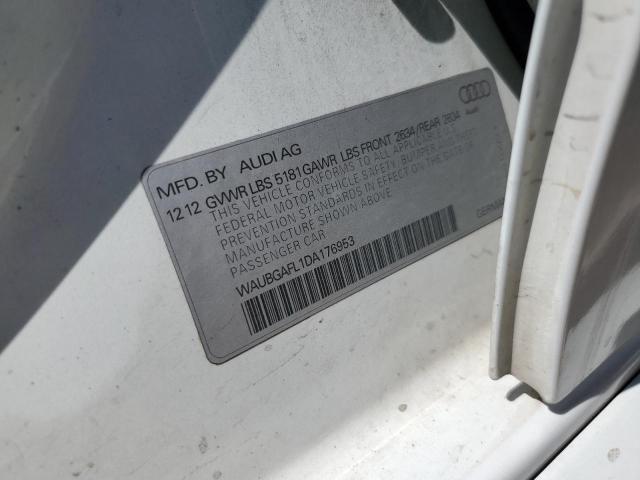 MFD. BY AUDI AG
12 12 GVWR LBS 5181 GAWR LBS FRONT 2634/REAR 2604
THIS VEHICLE CONFORMS TO ALL APPLICABLE U.S.
FEDERAL MOTOR VEHICLE SAFETY, BUMPER AND THEFT
PREVENTION STANDARDS IN EFFECT ON THE DATE OF
MANUFACTURE SHOWN ABOVE.
PASSENGER CAR
WAUBGAFL1DA176953
Audi